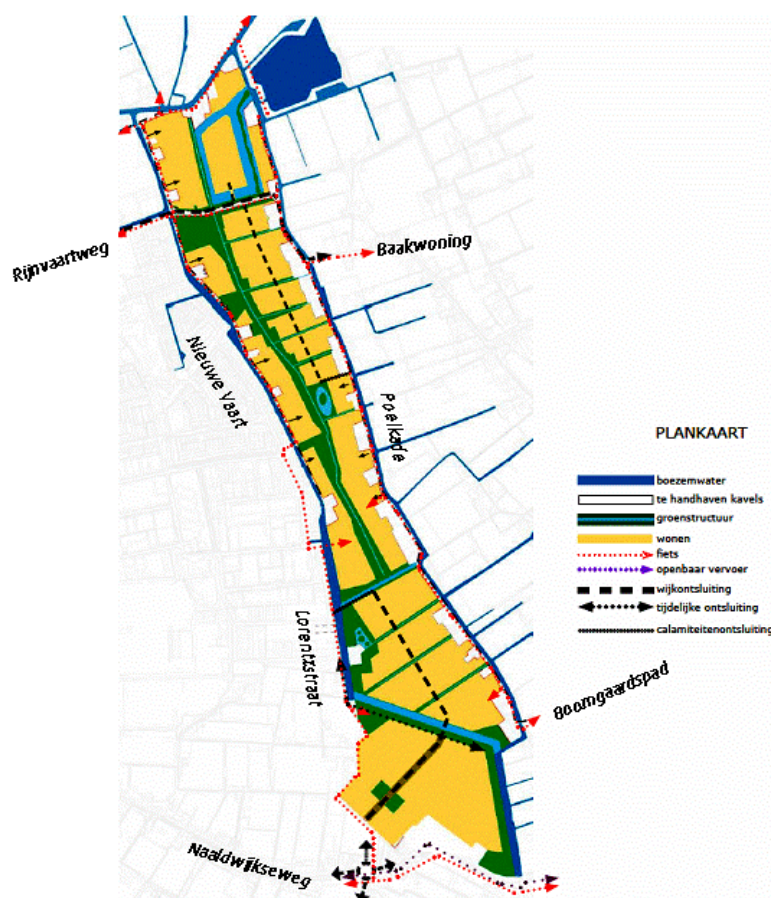 Rijnvaartweg
Baakwoning
Nieuwe Vaart
Poelkade
Lorentzstraat
Boomgaardspad
Naaldwijkseweg
PLANKAART
boezemwater
te handhaven kavels
groenstructuur
wonen
fiets
openbaar vervoer
wijkontsluiting
tijdelijke ontsluiting
calamiteitenontsluiting